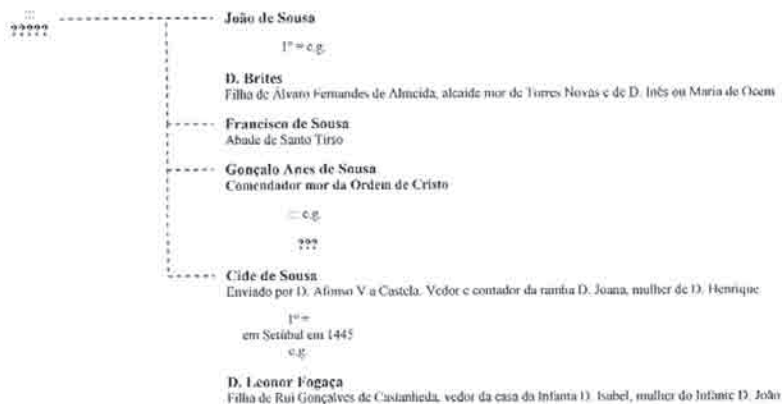 :::
?????
João de Sousa
1º = c.g.
D. Brites
Filha de Álvaro Fernandes de Almeida, alcaide mor de Torres Novas e de D. Inês ou Maria de Ocem
Francisco de Sousa
Abade de Santo Tirso
Gonçalo Anes de Sousa
Comendador mor da Ordem de Cristo
::: c.g.
???
Cide de Sousa
Enviado por D. Afonso V a Castela. Vedor e contador da rainha D. Joana, mulher de D. Henrique
1º =
em Setúbal em 1445
c.g.
D. Leonor Fogaça
Filha de Rui Gonçalves de Castanheda, vedor da casa da Infanta D. Isabel, mulher do Infante D. João